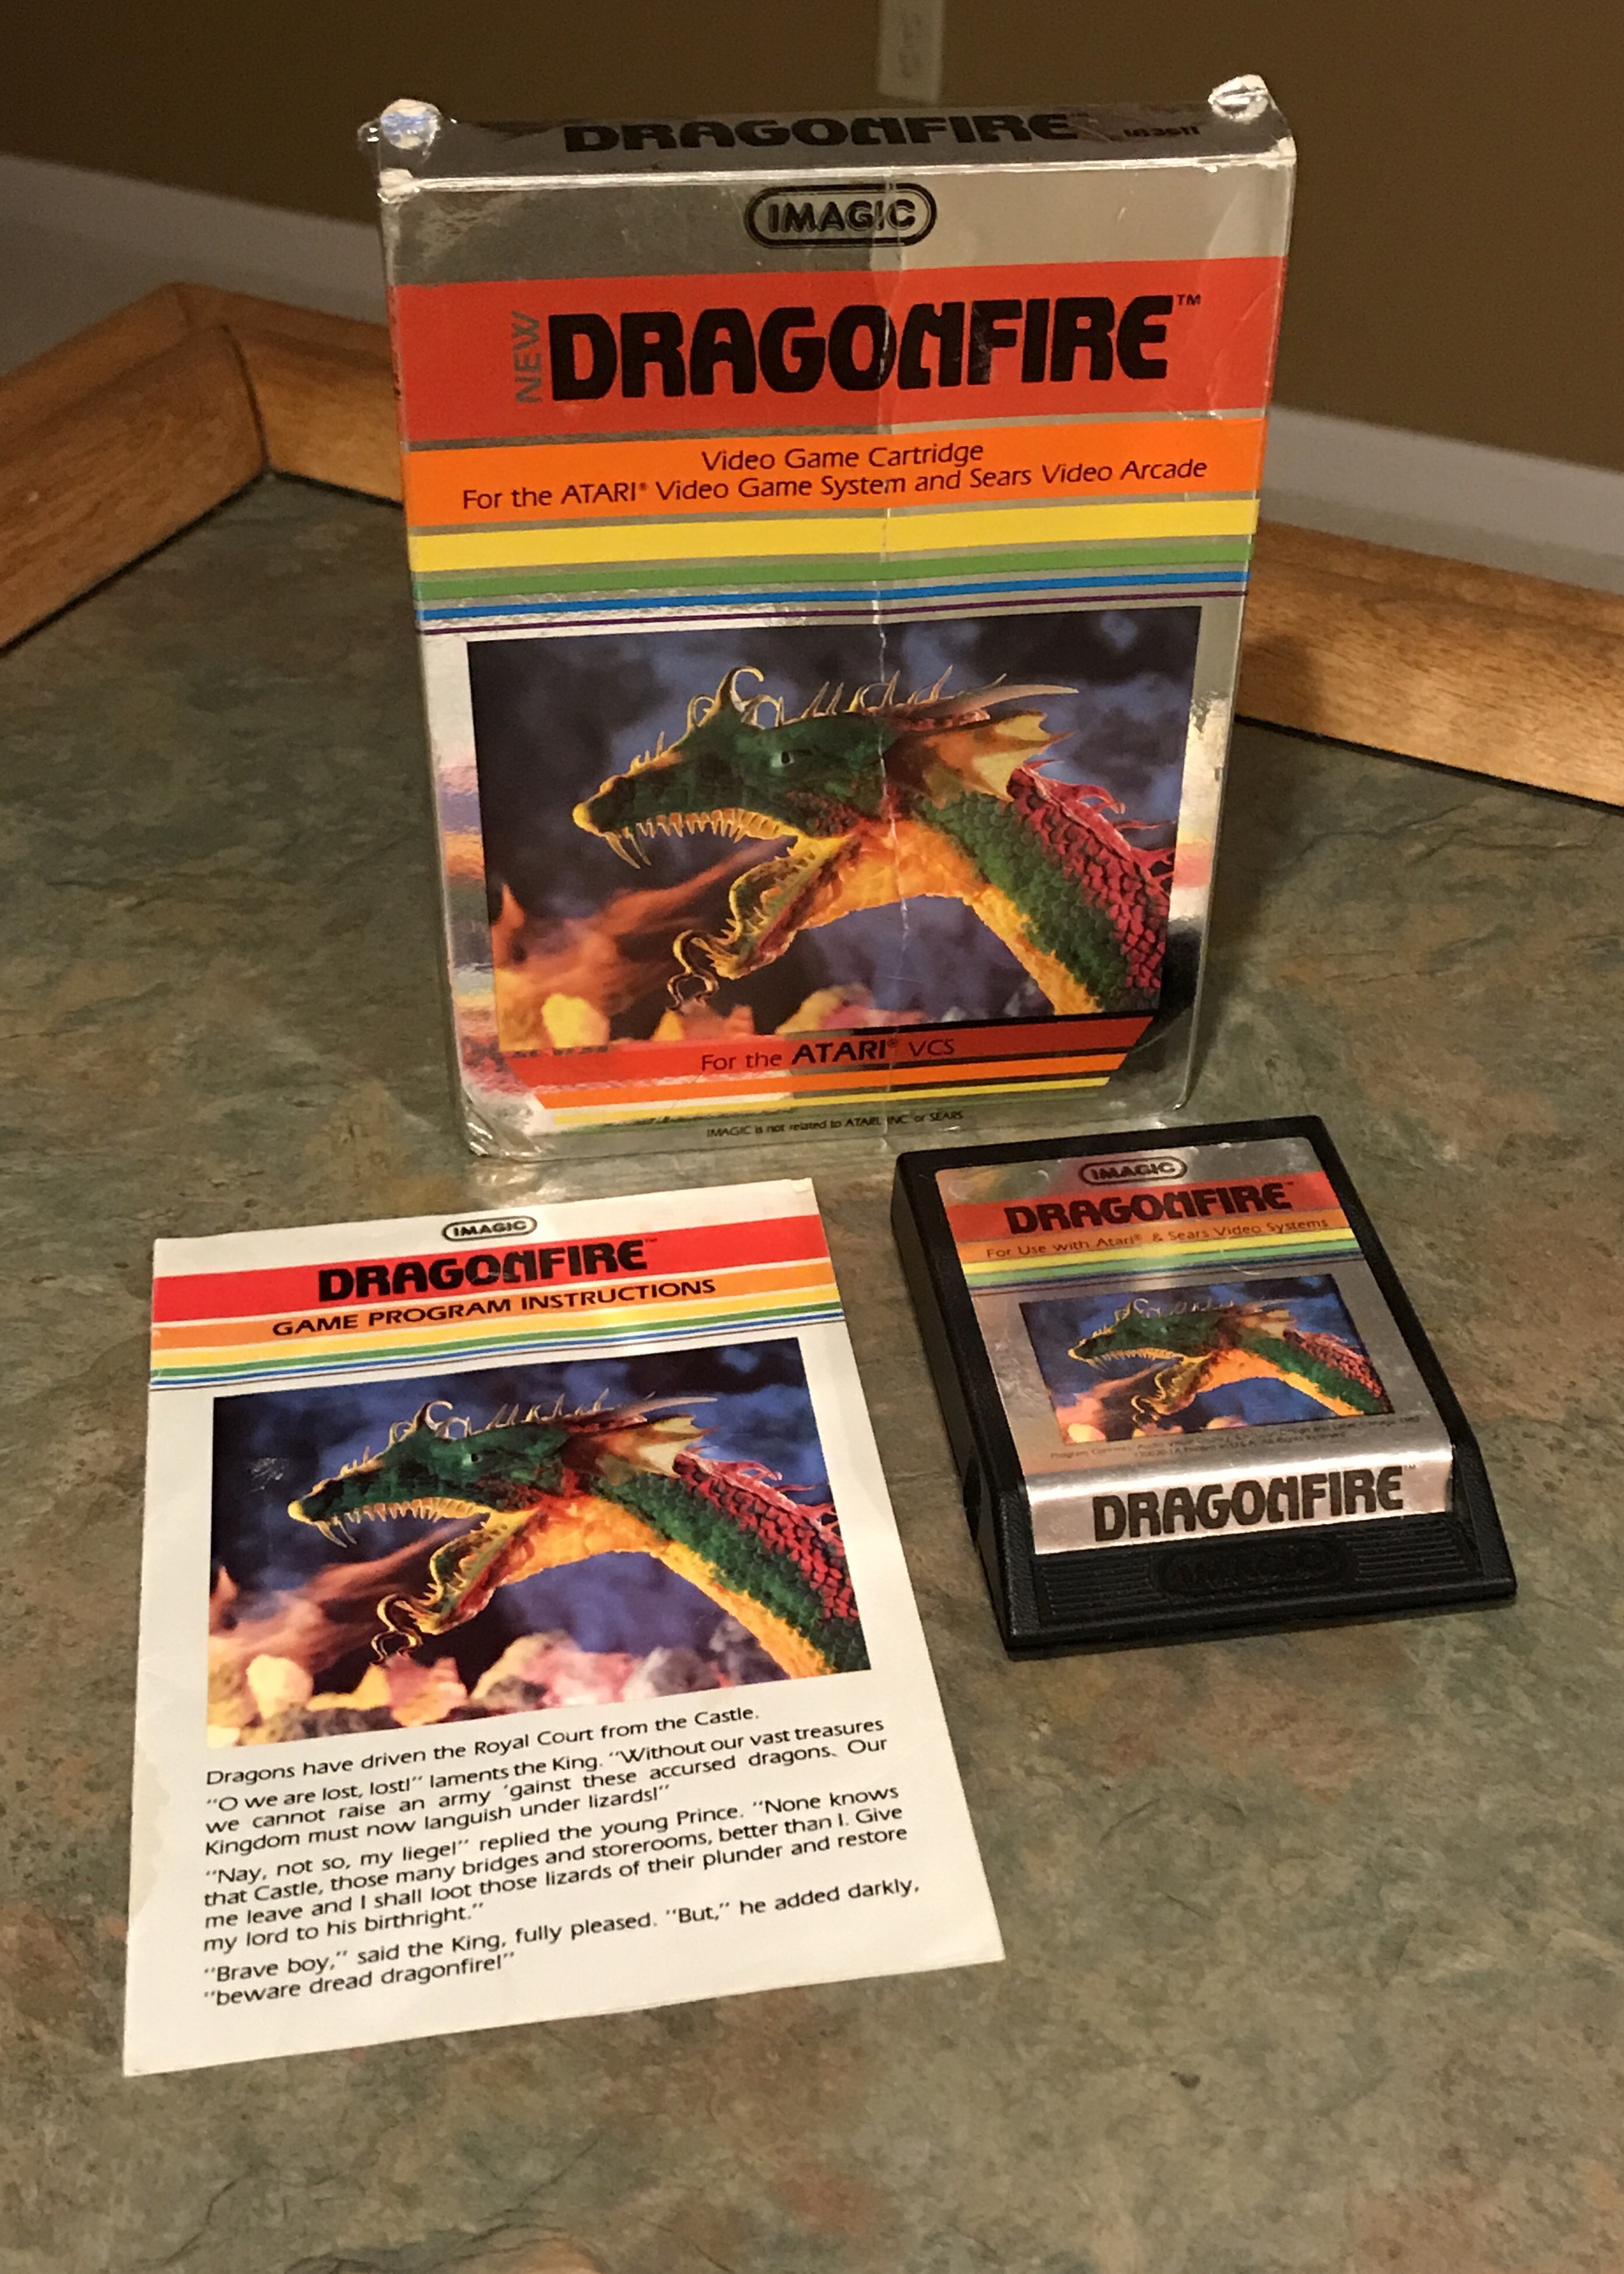 DRAGONFIRE™
IMAGIC
NEW DRAGONFIRE™
Video Game Cartridge
For the ATARI® Video Game System and Sears Video Arcade
For the ATARI® VCS
IMAGIC is not related to ATARI, INC. or SEARS
IMAGIC
DRAGONFIRE™
GAME PROGRAM INSTRUCTIONS
Dragons have driven the Royal Court from the Castle.
"O we are lost, lost!" laments the King. "Without our vast treasures
we cannot raise an army 'gainst these accursed dragons. Our
Kingdom must now languish under lizards!"
"Nay, not so, my liege!" replied the young Prince. "None knows
that Castle, those many bridges and storerooms, better than I. Give
me leave and I shall loot those lizards of their plunder and restore
my lord to his birthright."
"Brave boy," said the King, fully pleased. "But," he added darkly,
"beware dread dragonfire!"
IMAGIC
DRAGONFIRE™
For Use with Atari® & Sears Video Systems
DRAGONFIRE™
IMAGIC